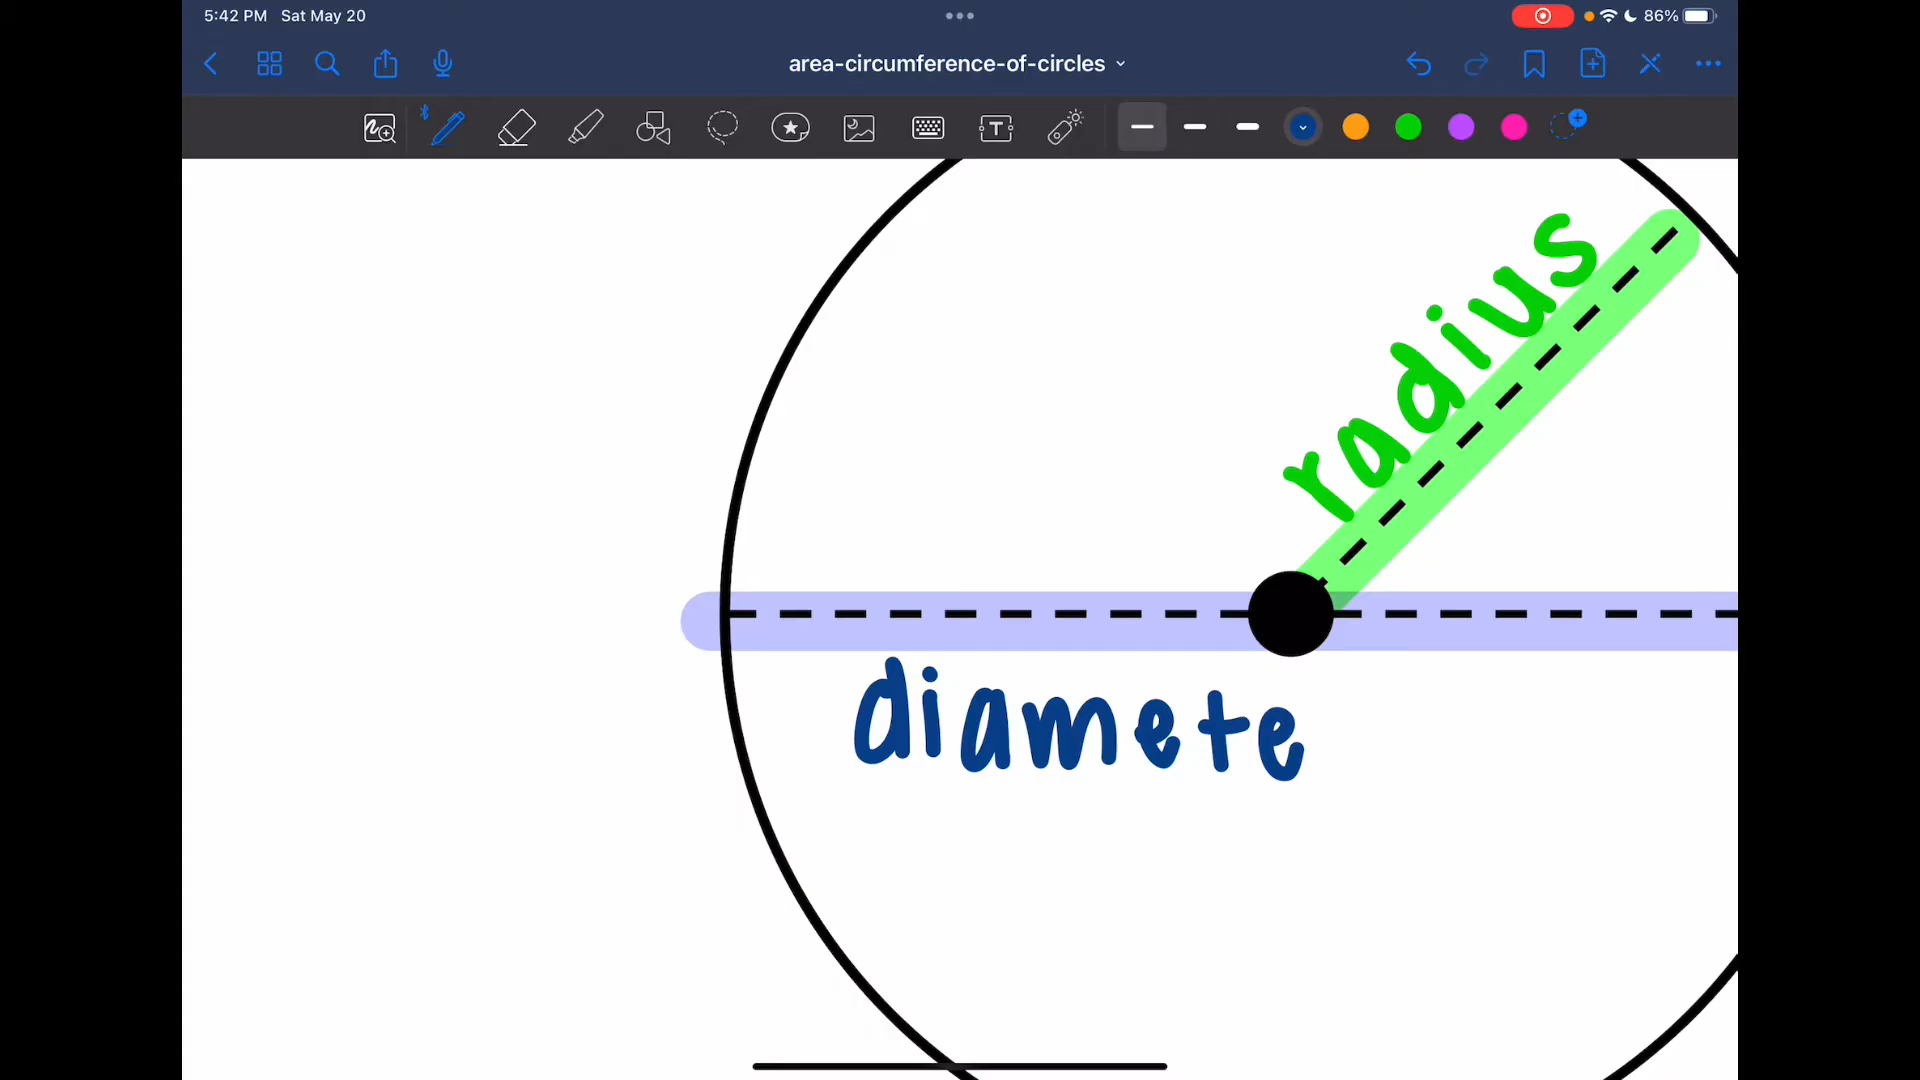 5:42 PM Sat May 20
86%
area-circumference-of-circles
T
radius
diamete